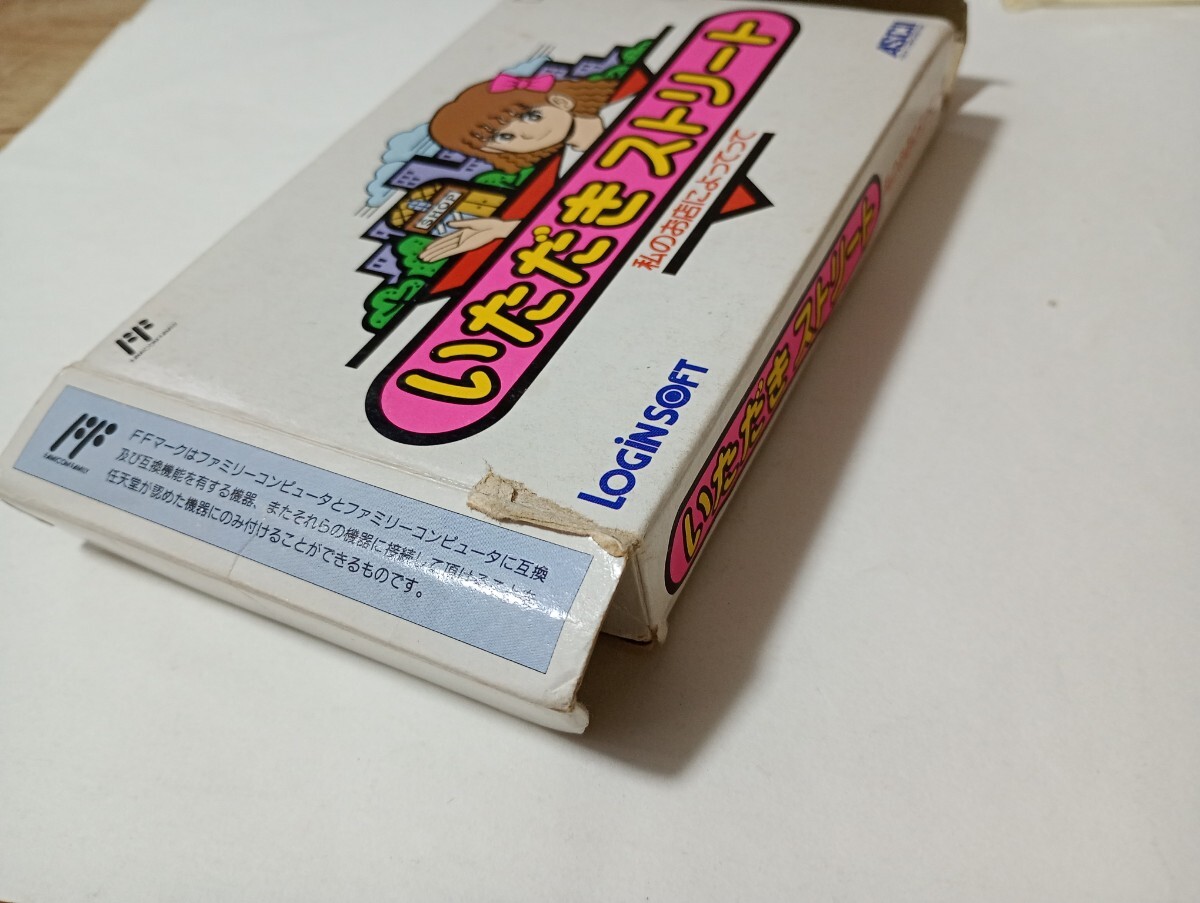 ASCII
いただきストリート
私のお店によってって
SHOP
LOGiN SOFT
FF
いただきストリート
FF
FFマークはファミリーコンピュータとファミリーコンピュータに互換
及び互換機能を有する機器、またそれらの機器に接続して頂けることを
任天堂が認めた機器にのみ付けることができるものです。